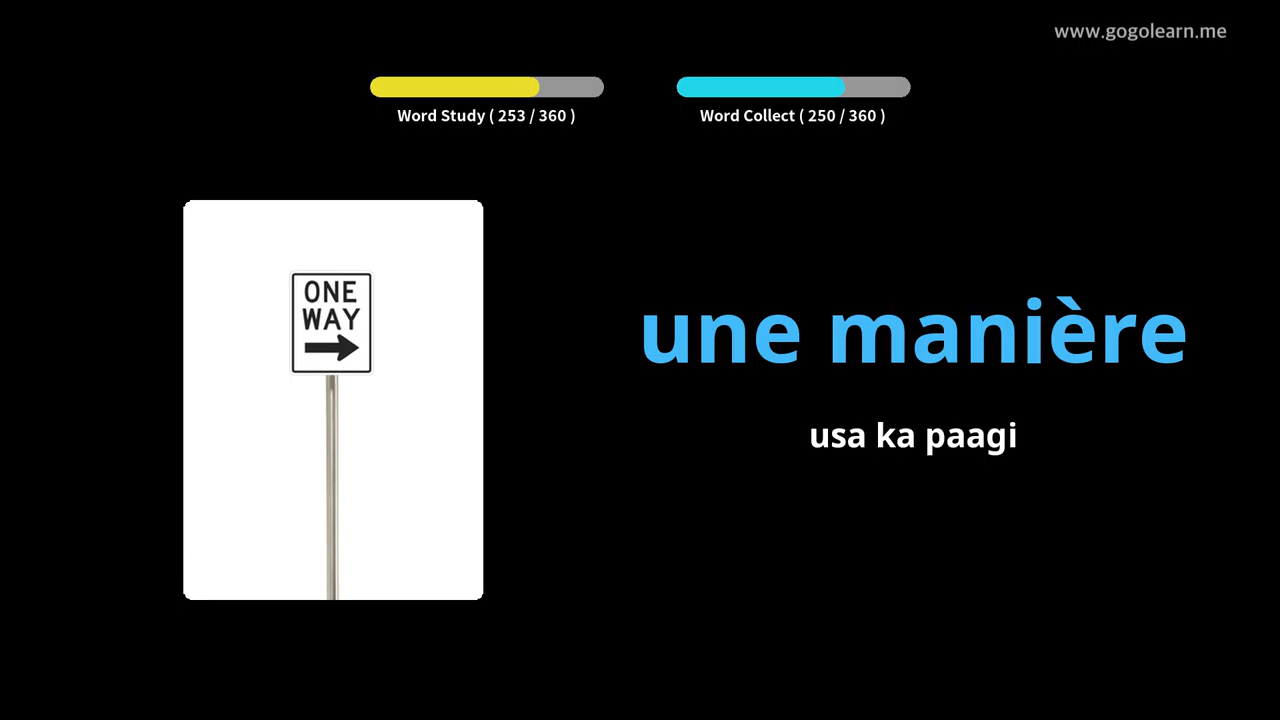 www.gogolearn.me
Word Study ( 253 / 360 )
Word Collect ( 250 / 360 )
ONE
WAY
une manière
usa ka paagi